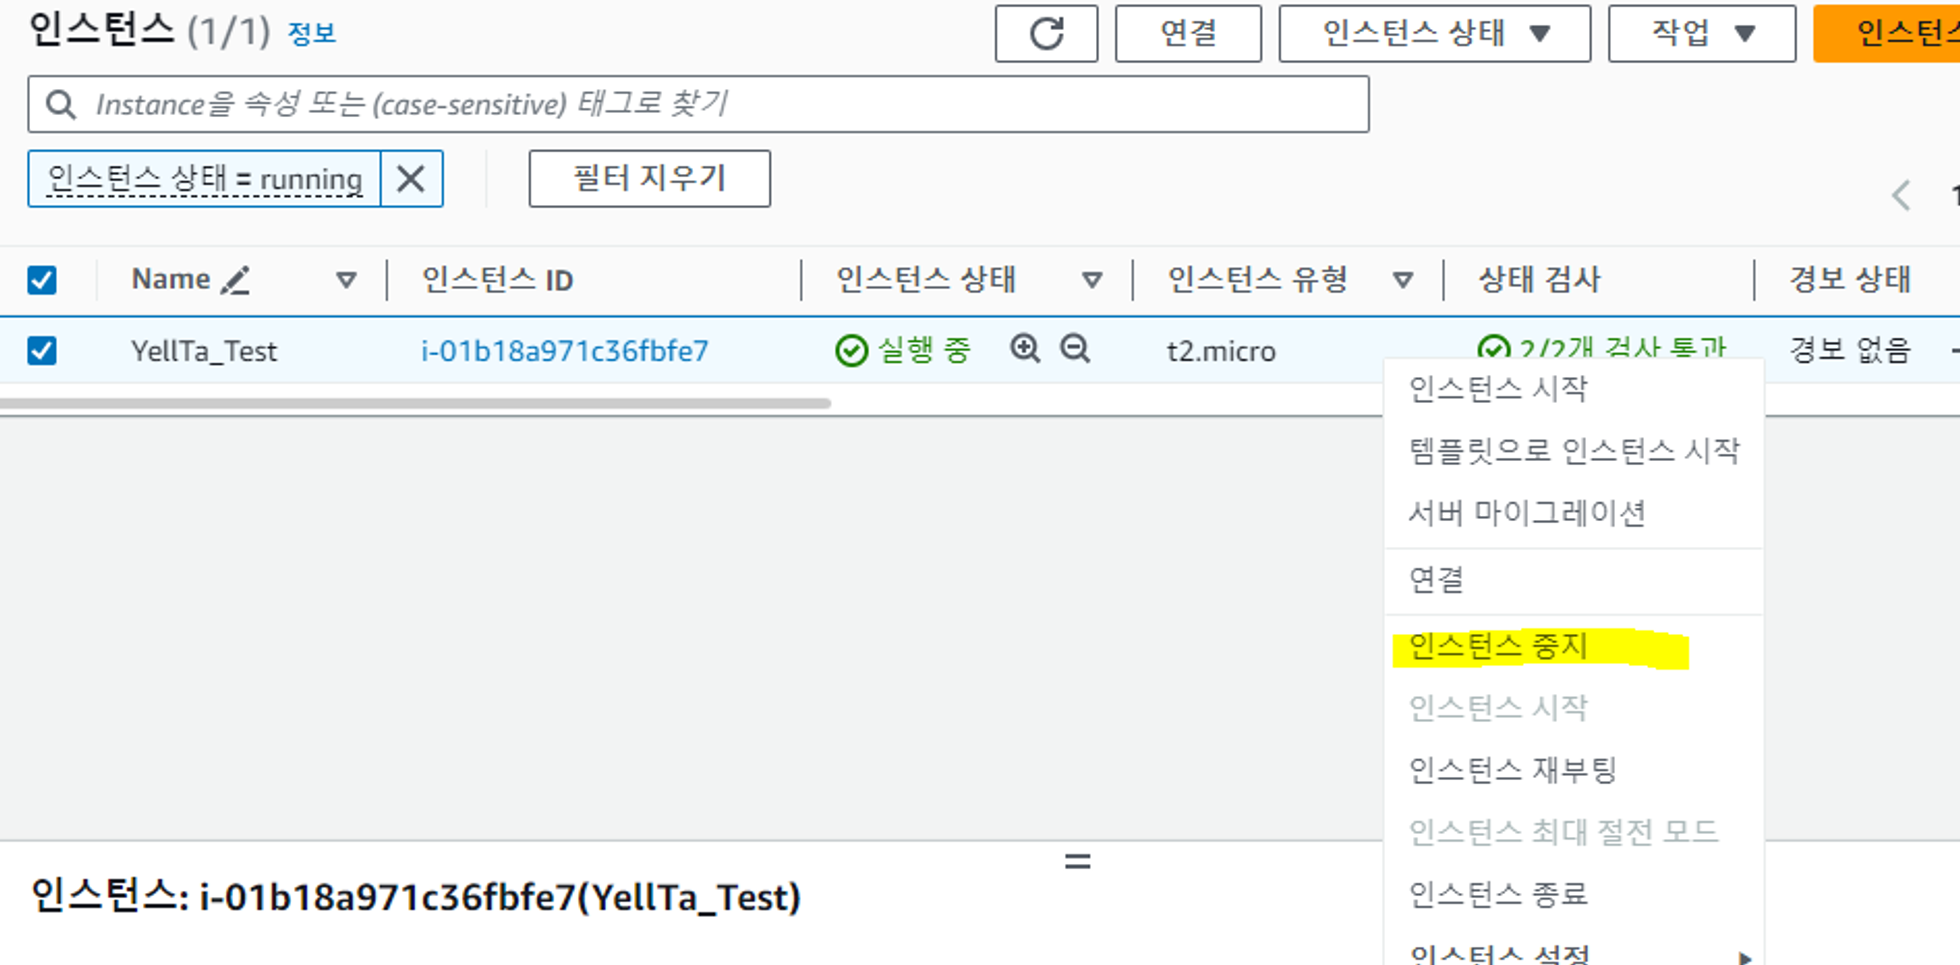 인스턴스 (1/1) 정보 연결 인스턴스 상태 작업
Instance을 속성 또는 (case-sensitive) 태그로 찾기
인스턴스 상태 = running 필터 지우기
Name 인스턴스 ID 인스턴스 상태 인스턴스 유형 상태 검사 경보 상태
YellTa_Test i-01b18a971c36fbfe7 실행 중 t2.micro 2/2개 검사 통과 경보 없음
인스턴스 시작
템플릿으로 인스턴스 시작
서버 마이그레이션
연결
인스턴스 중지
인스턴스 시작
인스턴스 재부팅
인스턴스 최대 절전 모드
인스턴스 종료
인스턴스 설정
인스턴스: i-01b18a971c36fbfe7(YellTa_Test)